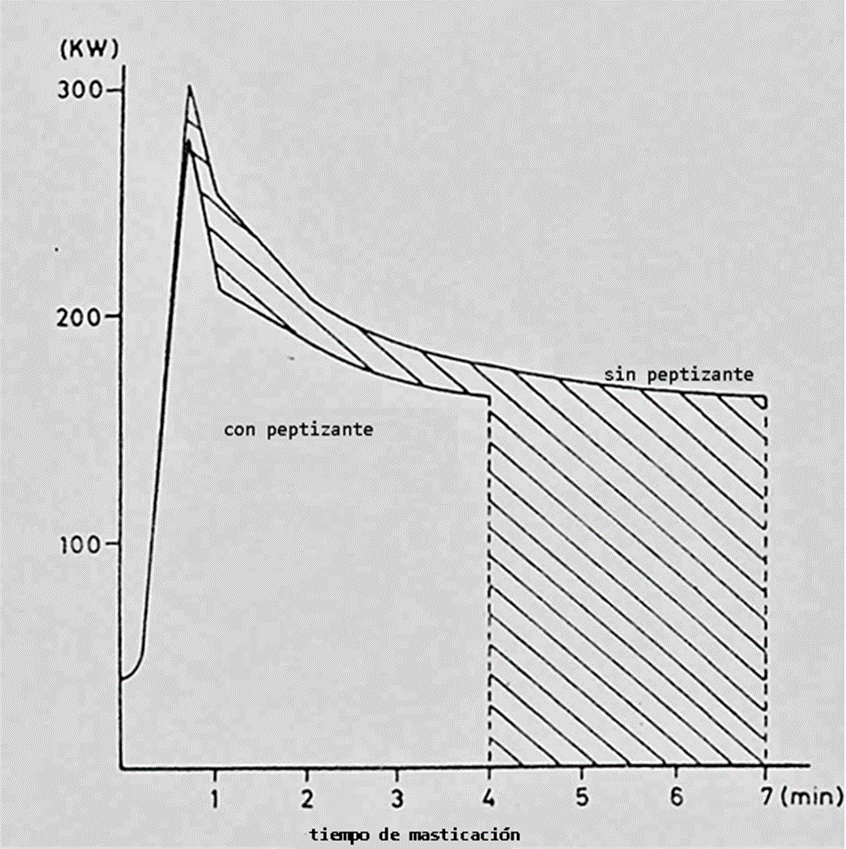 (KW)
300
200
sin peptizante
con peptizante
100
1 2 3 4 5 6 7 (min)
tiempo de masticación